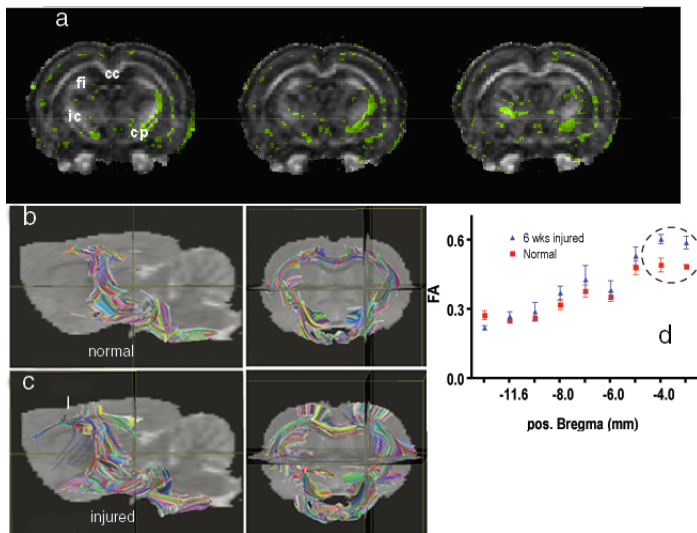 a
cc
fi
ic
cp
b
normal
c
I
injured
0.6
0.3
0.0
FA
6 wks injured
Normal
d
-11.6
-8.0
-6.0
-4.0
pos. Bregma (mm)